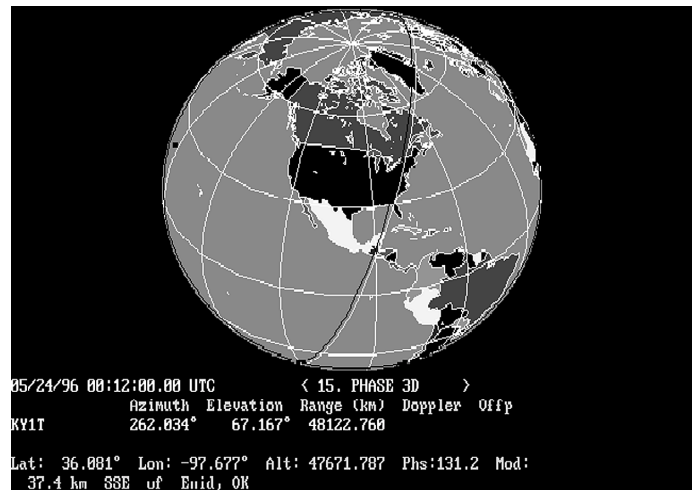 05/24/96 00:12:00.00 UTC < 15. PHASE 3D >
Azimuth Elevation Range (km) Doppler Offp
KY1T 262.034° 67.167° 48122.760
Lat: 36.081° Lon: -97.677° Alt: 47671.787 Phs:131.2 Mod:
37.4 km SSE of Enid, OK